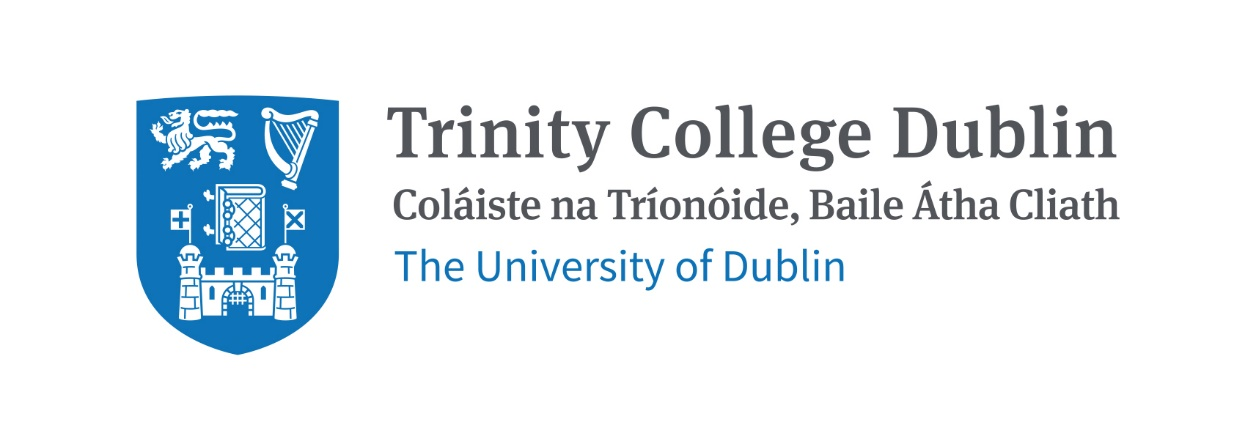 Trinity College Dublin
Coláiste na Tríonóide, Baile Átha Cliath
The University of Dublin